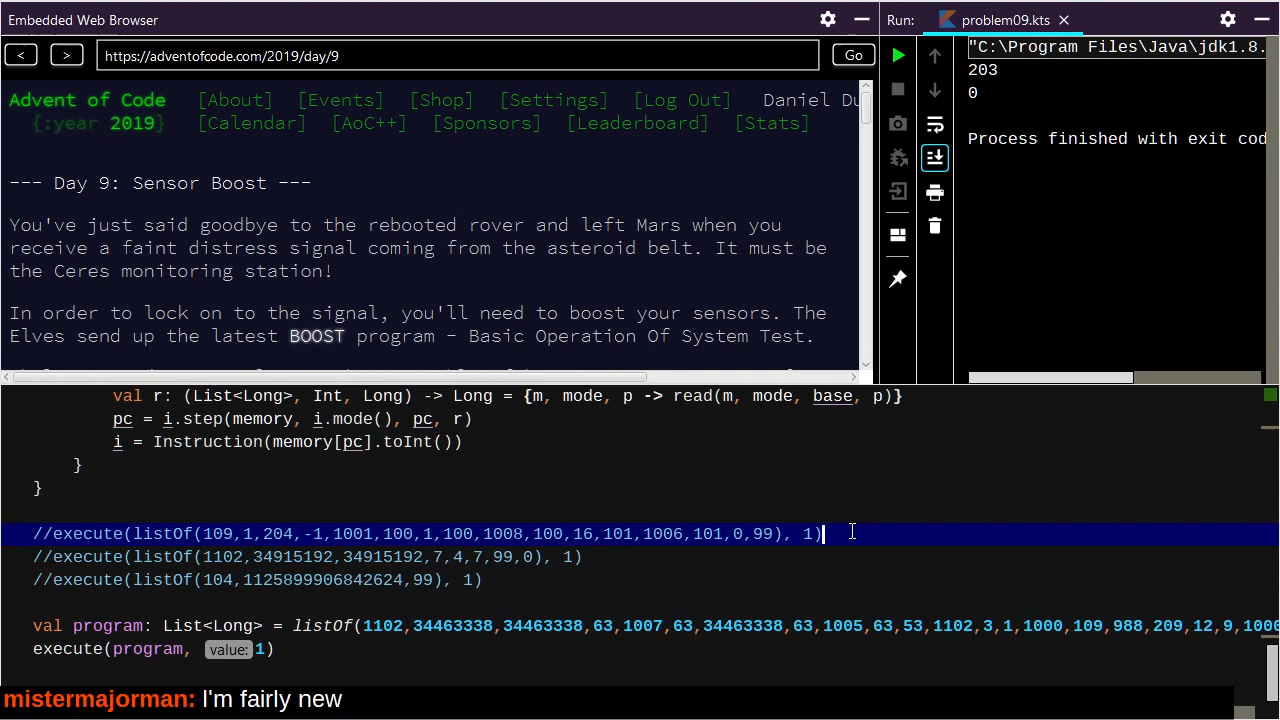 Embedded Web Browser
< > https://adventofcode.com/2019/day/9 Go
Advent of Code [About] [Events] [Shop] [Settings] [Log Out] Daniel Du
{:year 2019} [Calendar] [AoC++] [Sponsors] [Leaderboard] [Stats]
--- Day 9: Sensor Boost ---
You've just said goodbye to the rebooted rover and left Mars when you
receive a faint distress signal coming from the asteroid belt. It must be
the Ceres monitoring station!
In order to lock on to the signal, you'll need to boost your sensors. The
Elves send up the latest BOOST program - Basic Operation Of System Test.
Run: problem09.kts
"C:\Program Files\Java\jdk1.8.
203
0
Process finished with exit cod
val r: (List<Long>, Int, Long) -> Long = {m, mode, p -> read(m, mode, base, p)}
pc = i.step(memory, i.mode(), pc, r)
i = Instruction(memory[pc].toInt())
}
}
//execute(listOf(109,1,204,-1,1001,100,1,100,1008,100,16,101,1006,101,0,99), 1)
//execute(listOf(1102,34915192,34915192,7,4,7,99,0), 1)
//execute(listOf(104,1125899906842624,99), 1)
val program: List<Long> = listOf(1102,34463338,34463338,63,1007,63,34463338,63,1005,63,53,1102,3,1,1000,109,988,209,12,9,1000
execute(program, value: 1)
mistermajorman: I'm fairly new